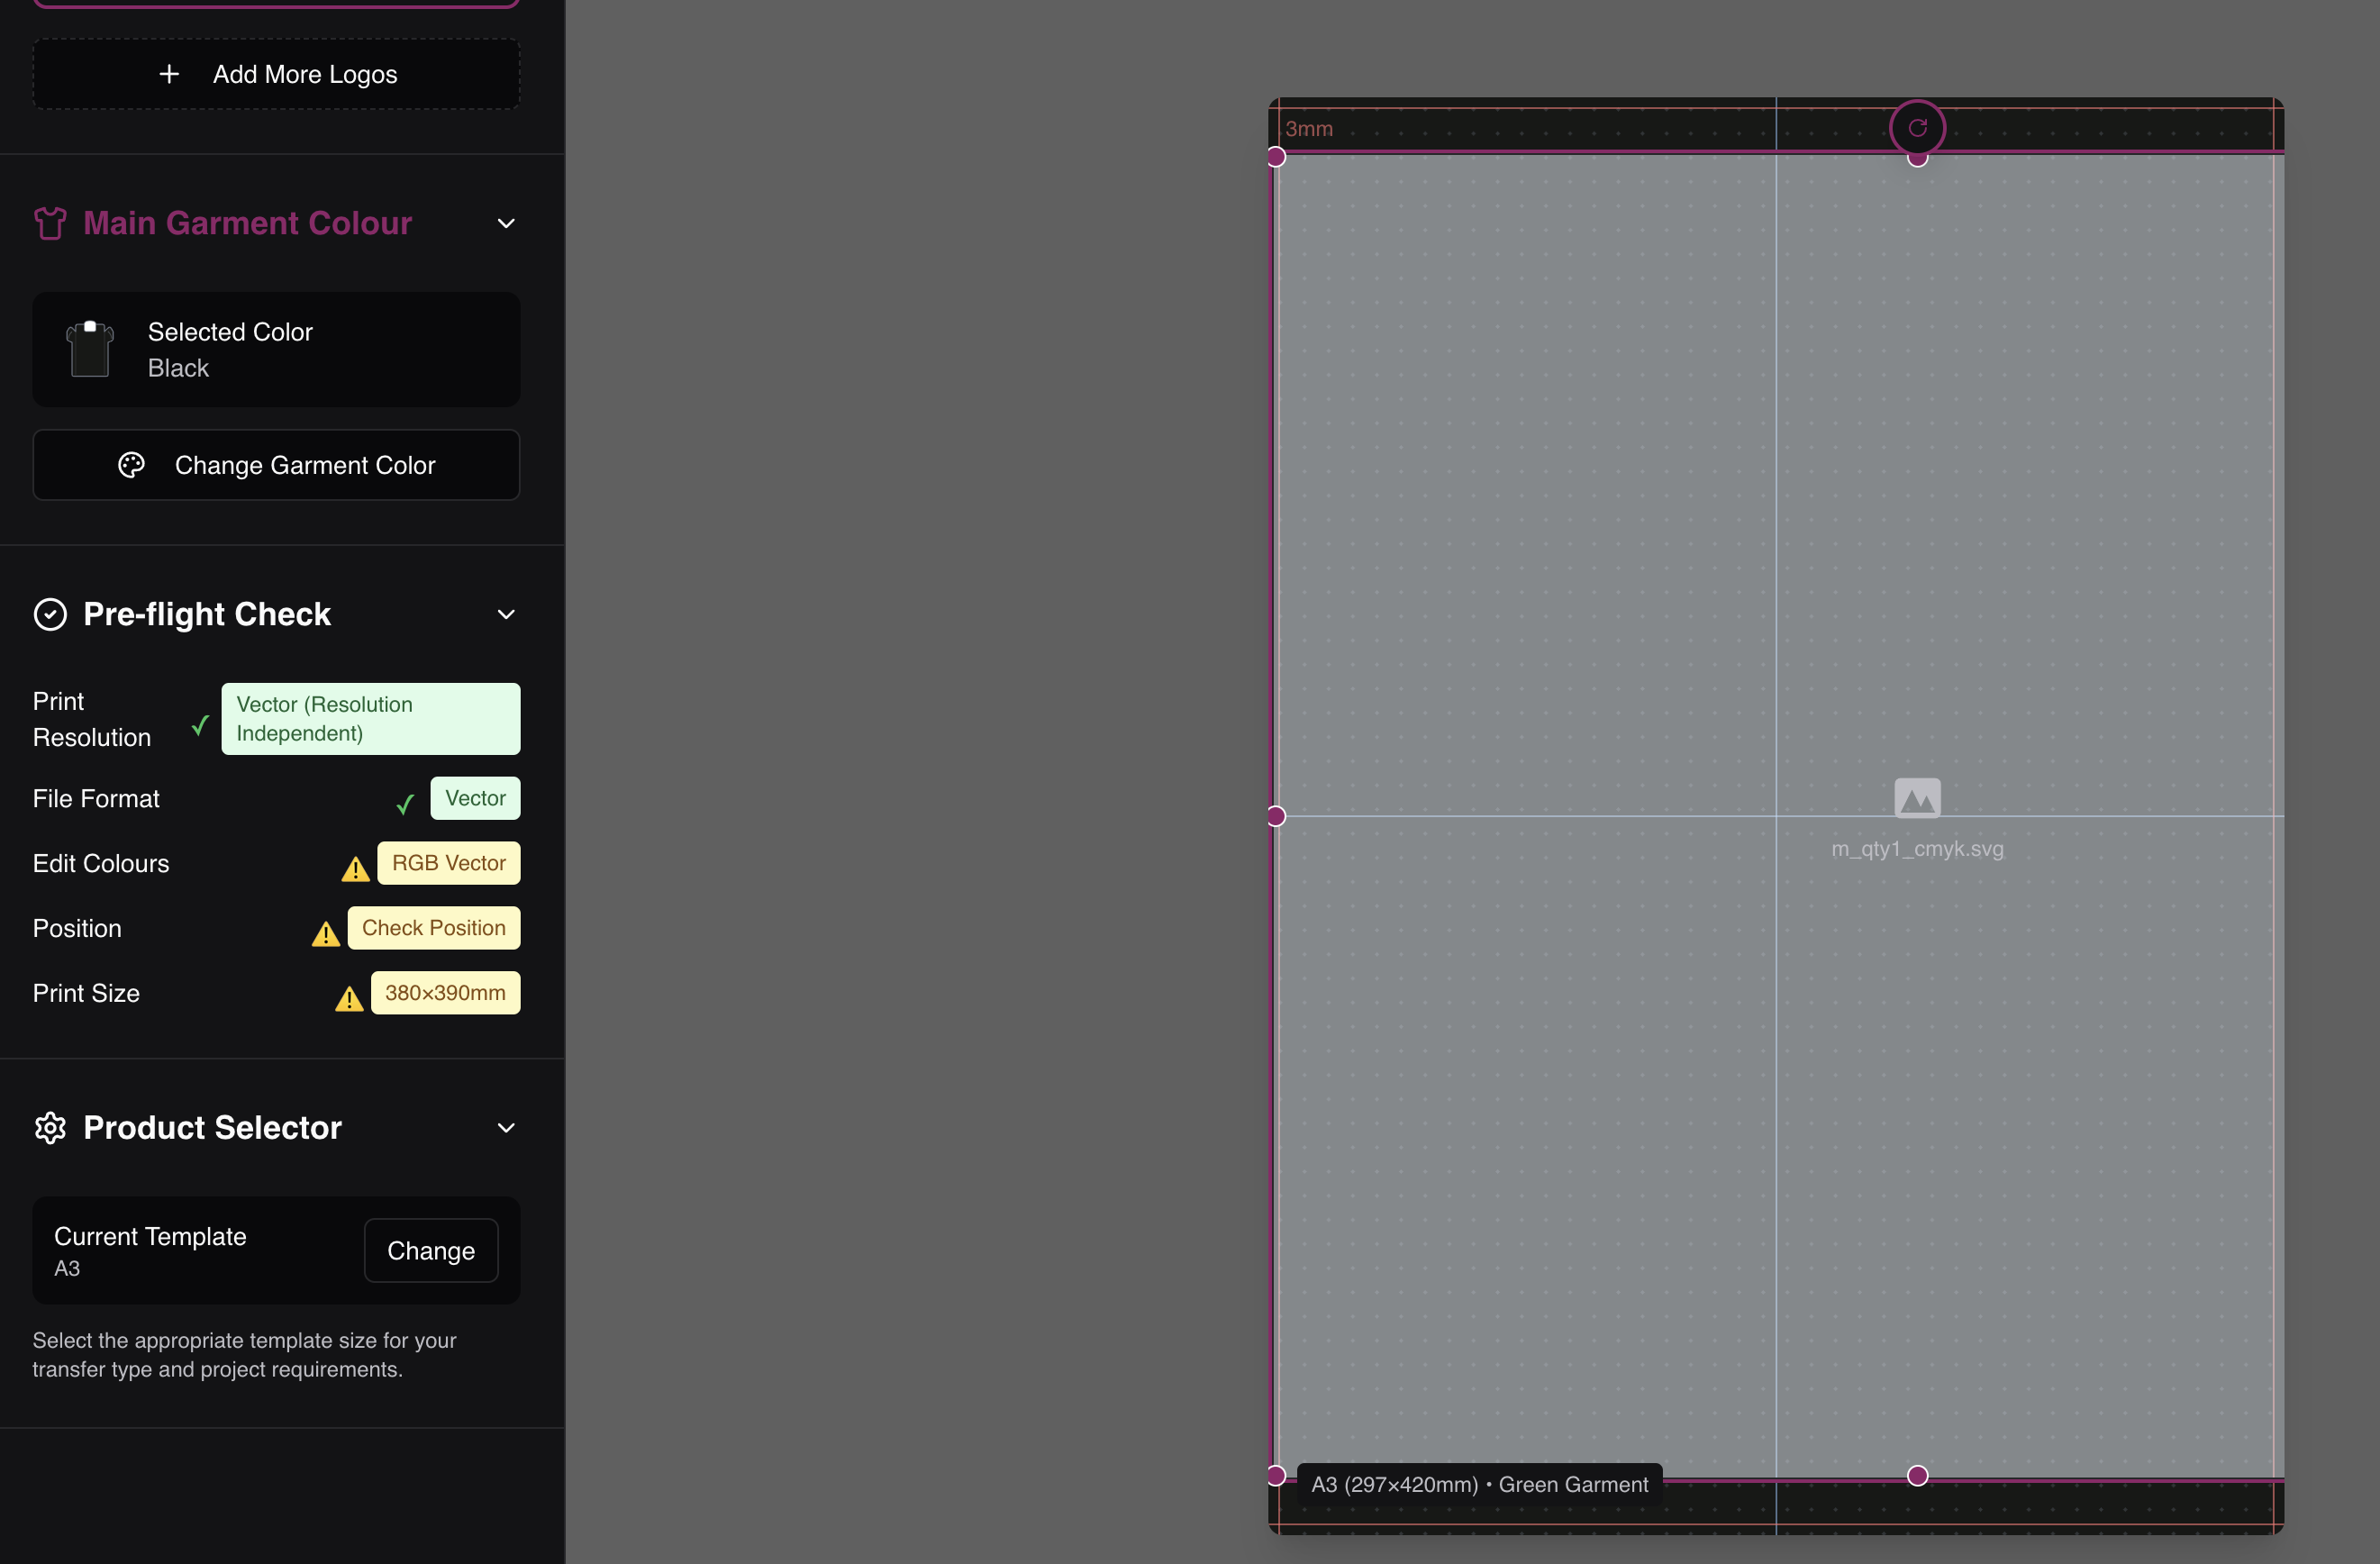 Add More Logos
Main Garment Colour
Selected Color
Black
Change Garment Color
Pre-flight Check
Print
Resolution
Vector (Resolution
Independent)
File Format
Vector
Edit Colours
RGB Vector
Position
Check Position
Print Size
380×390mm
Product Selector
Current Template
A3
Change
Select the appropriate template size for your
transfer type and project requirements.
3mm
m_qty1_cmyk.svg
A3 (297×420mm) • Green Garment